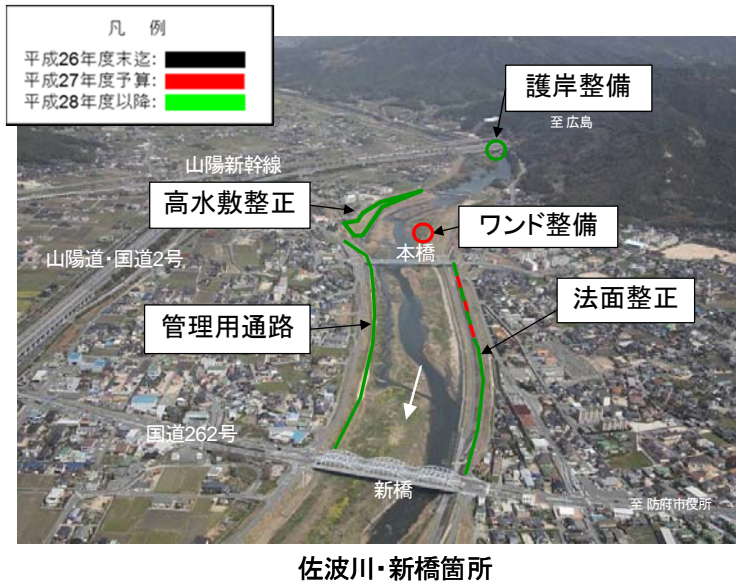 凡　例
平成26年度末迄:
平成27年度予算:
平成28年度以降:
護岸整備
至 広島
山陽新幹線
高水敷整正
ワンド整備
本橋
山陽道・国道2号
法面整正
管理用通路
国道262号
新橋
至 防府市役所
佐波川・新橋箇所